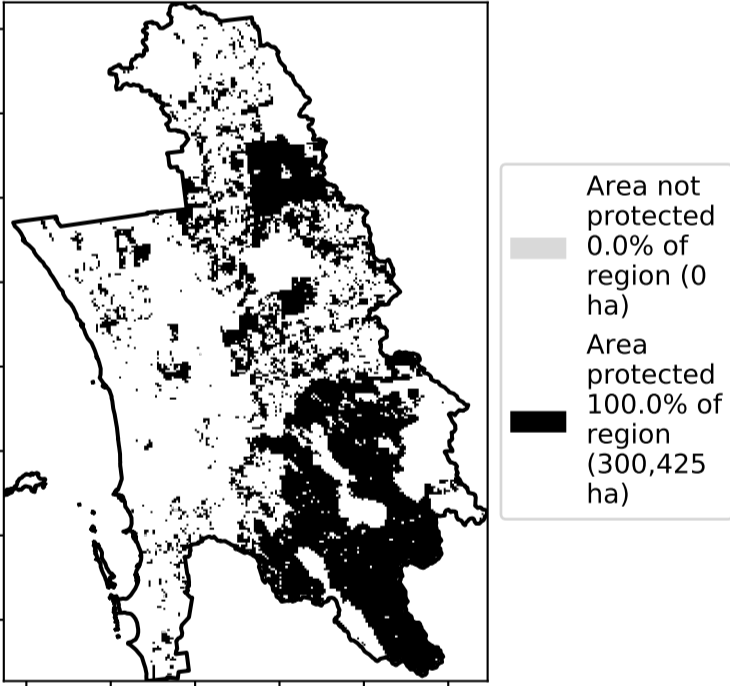 Area not
protected
0.0% of
region (0
ha)
Area
protected
100.0% of
region
(300,425
ha)